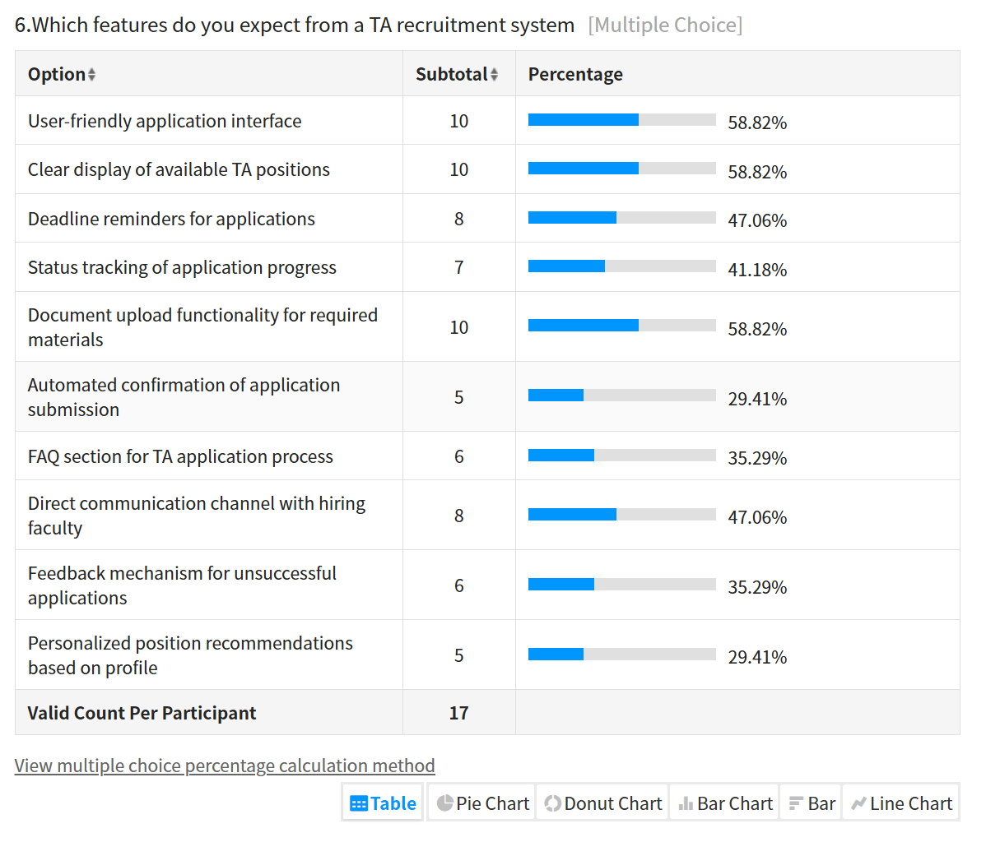 6.Which features do you expect from a TA recruitment system [Multiple Choice]
Option Subtotal Percentage
User-friendly application interface 10 58.82%
Clear display of available TA positions 10 58.82%
Deadline reminders for applications 8 47.06%
Status tracking of application progress 7 41.18%
Document upload functionality for required
materials 10 58.82%
Automated confirmation of application
submission 5 29.41%
FAQ section for TA application process 6 35.29%
Direct communication channel with hiring
faculty 8 47.06%
Feedback mechanism for unsuccessful
applications 6 35.29%
Personalized position recommendations
based on profile 5 29.41%
Valid Count Per Participant 17
View multiple choice percentage calculation method
Table Pie Chart Donut Chart Bar Chart Bar Line Chart